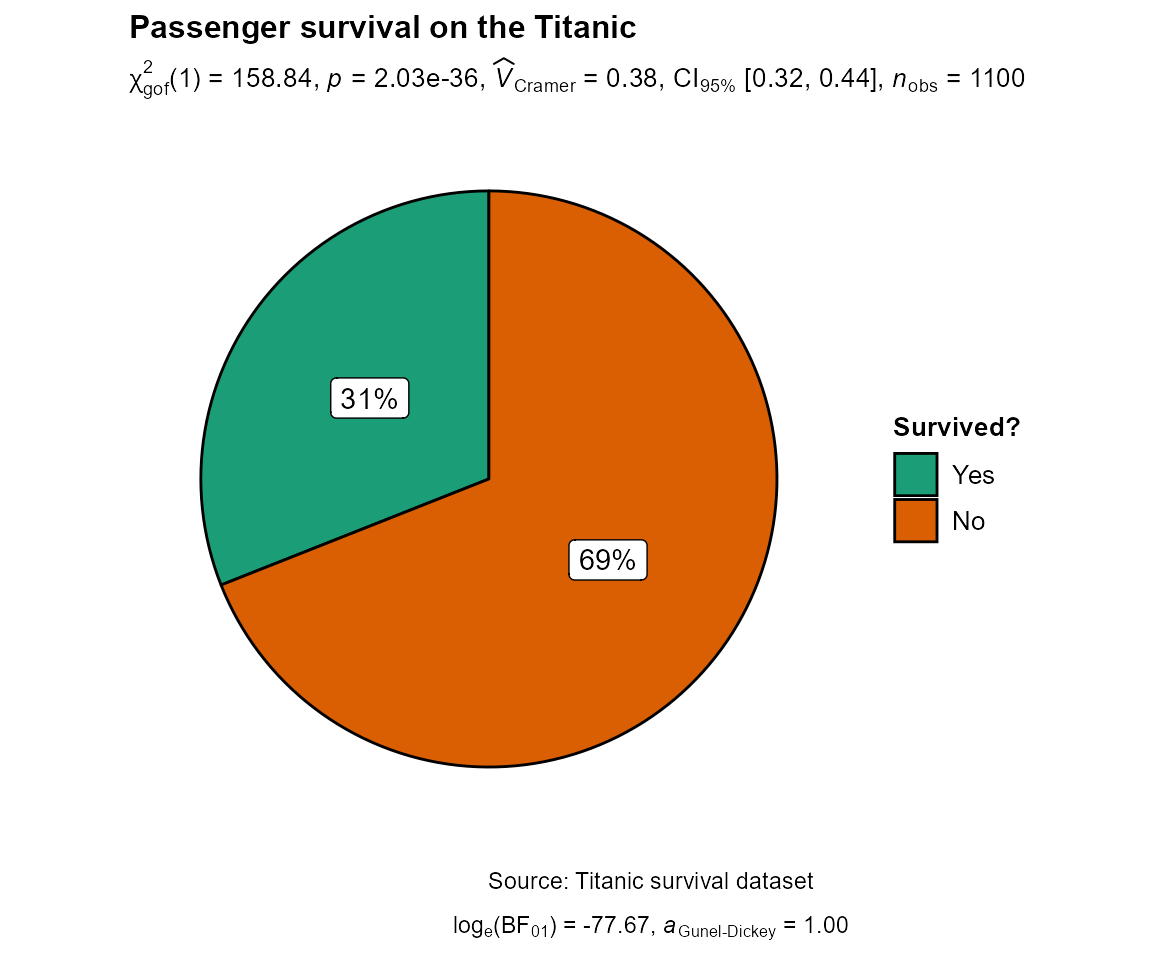 Passenger survival on the Titanic
χ²gof(1) = 158.84, p = 2.03e-36, V̂Cramer = 0.38, CI95% [0.32, 0.44], nobs = 1100
31%
69%
Survived?
Yes
No
Source: Titanic survival dataset
loge(BF01) = -77.67, aGunel-Dickey = 1.00